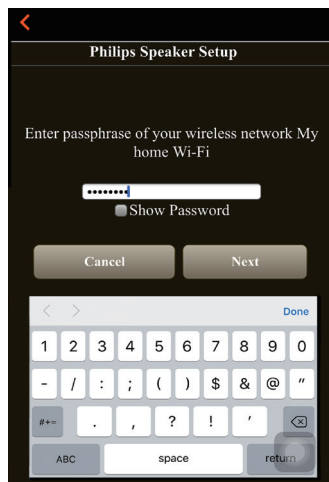 Philips Speaker Setup
Enter passphrase of your wireless network My
home Wi-Fi
••••••••
Show Password
Cancel Next
Done
1 2 3 4 5 6 7 8 9 0
- / : ; ( ) $ & @ "
#+= . , ? ! '
ABC space return